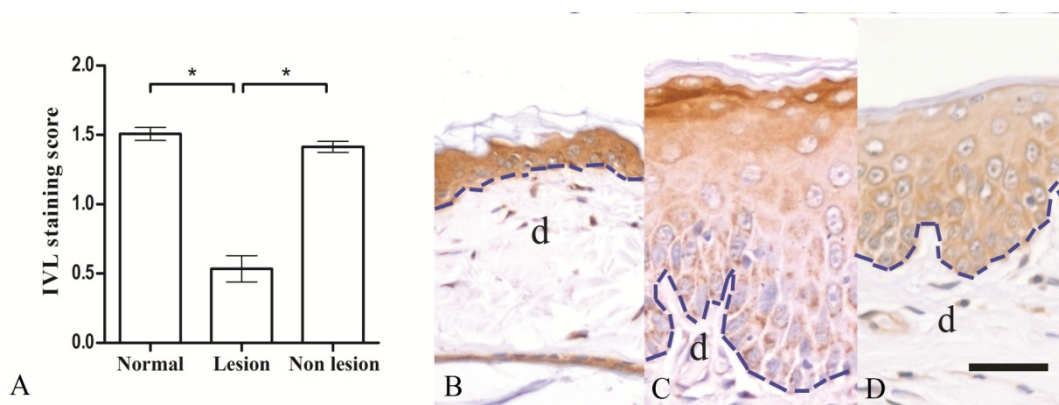 IVL staining score
2.0
1.5
1.0
0.5
0.0
*
*
Normal
Lesion
Non lesion
A
B
d
C
d
D
d